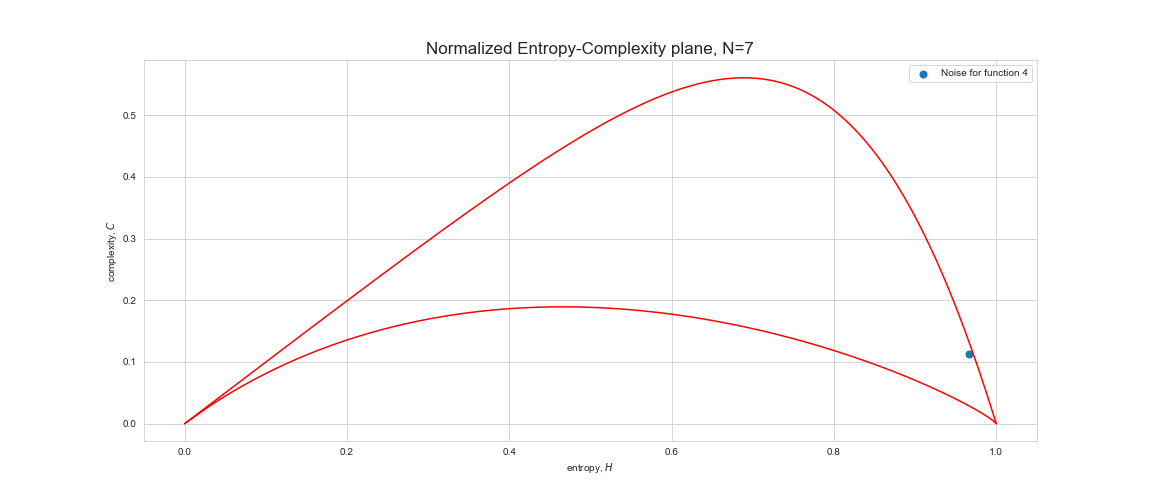 Normalized Entropy-Complexity plane, N=7
Noise for function 4
complexity, C
0.5
0.4
0.3
0.2
0.1
0.0
0.0 0.2 0.4 0.6 0.8 1.0
entropy, H